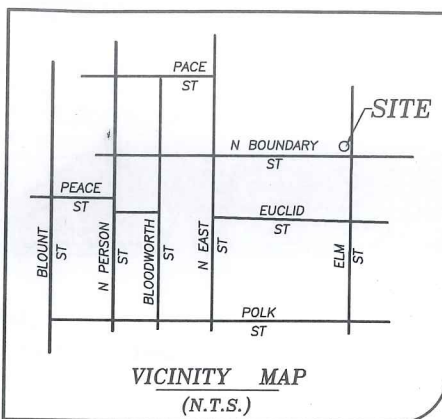 PACE
ST
SITE
N BOUNDARY
ST
PEACE
ST
EUCLID
ST
BLOUNT
ST
N PERSON
ST
BLOODWORTH
ST
N EAST
ST
ELM
ST
POLK
ST
VICINITY MAP
(N.T.S.)